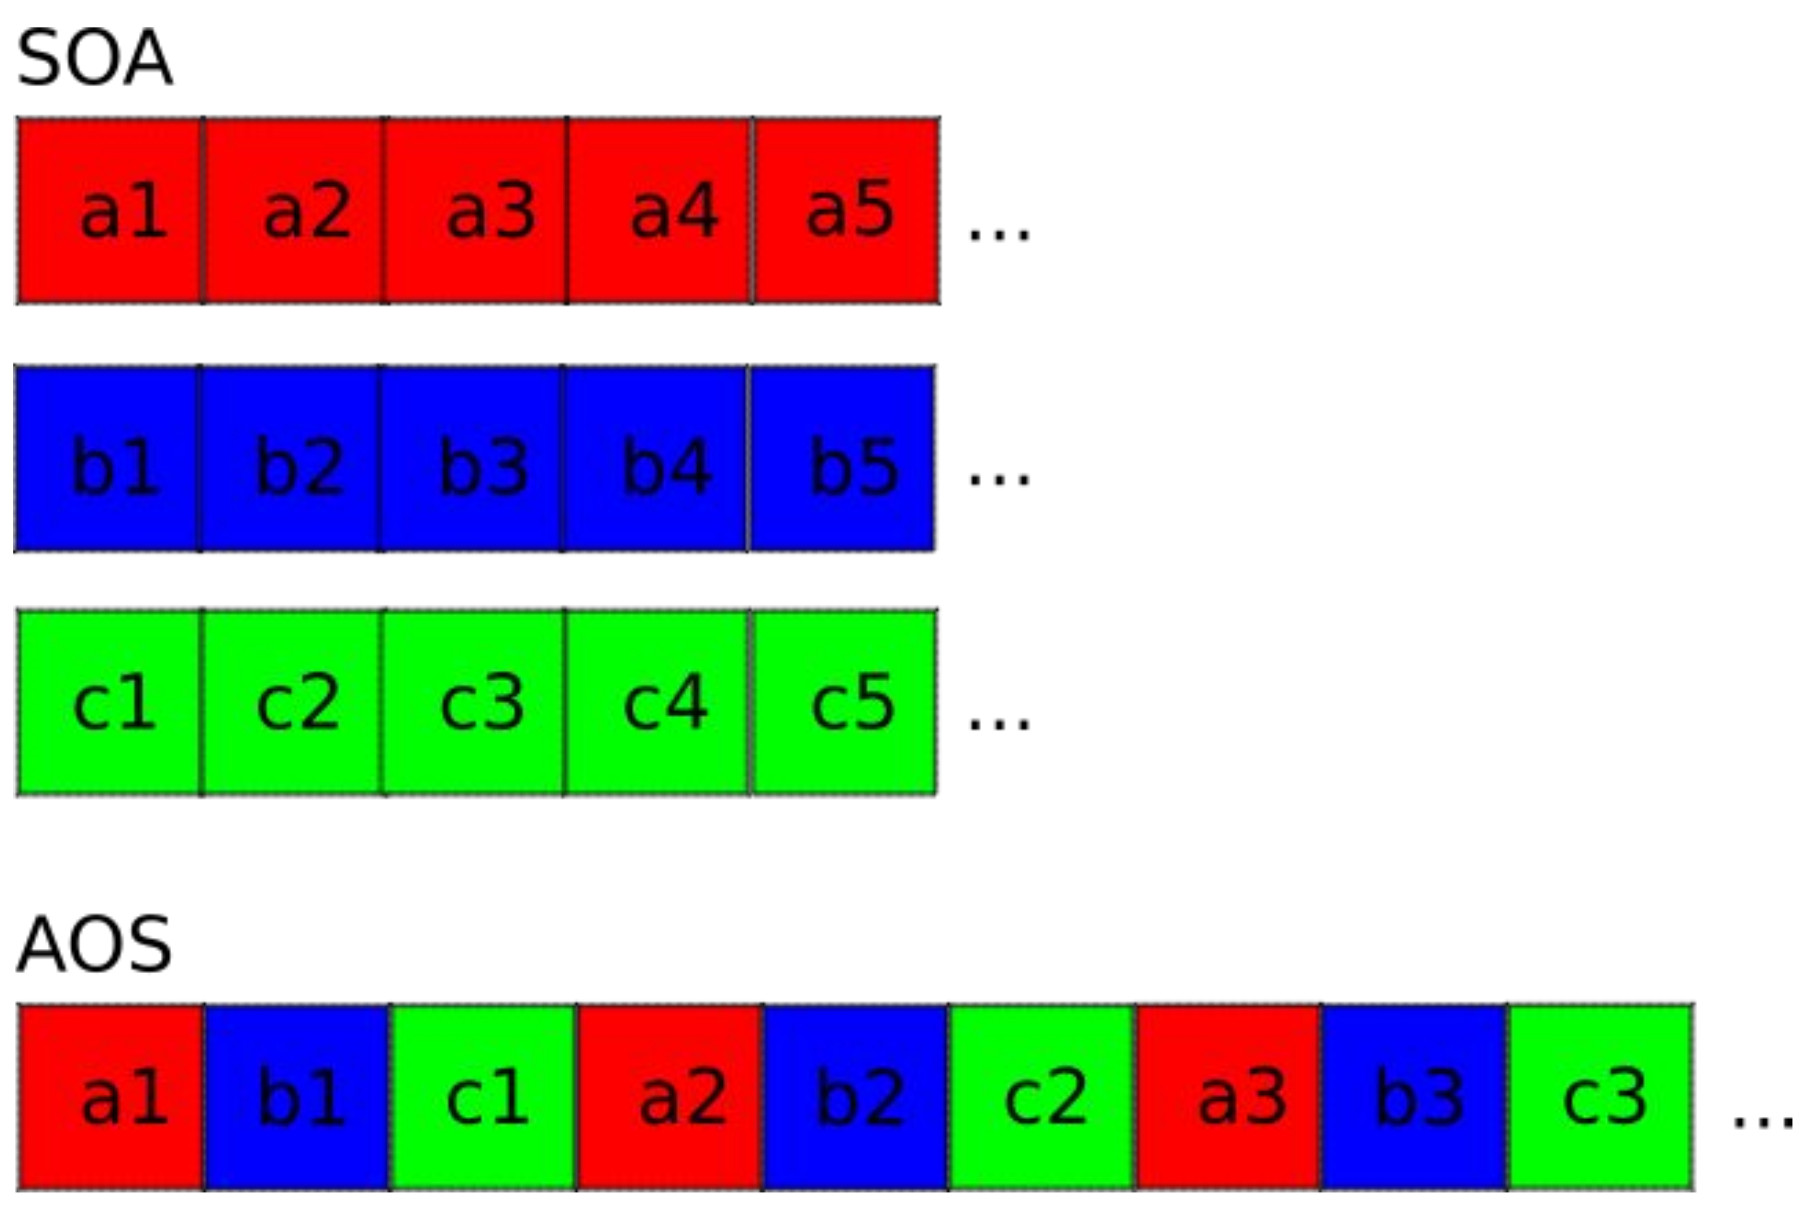 SOA
a1 a2 a3 a4 a5 ...
b1 b2 b3 b4 b5 ...
c1 c2 c3 c4 c5 ...
AOS
a1 b1 c1 a2 b2 c2 a3 b3 c3 ...